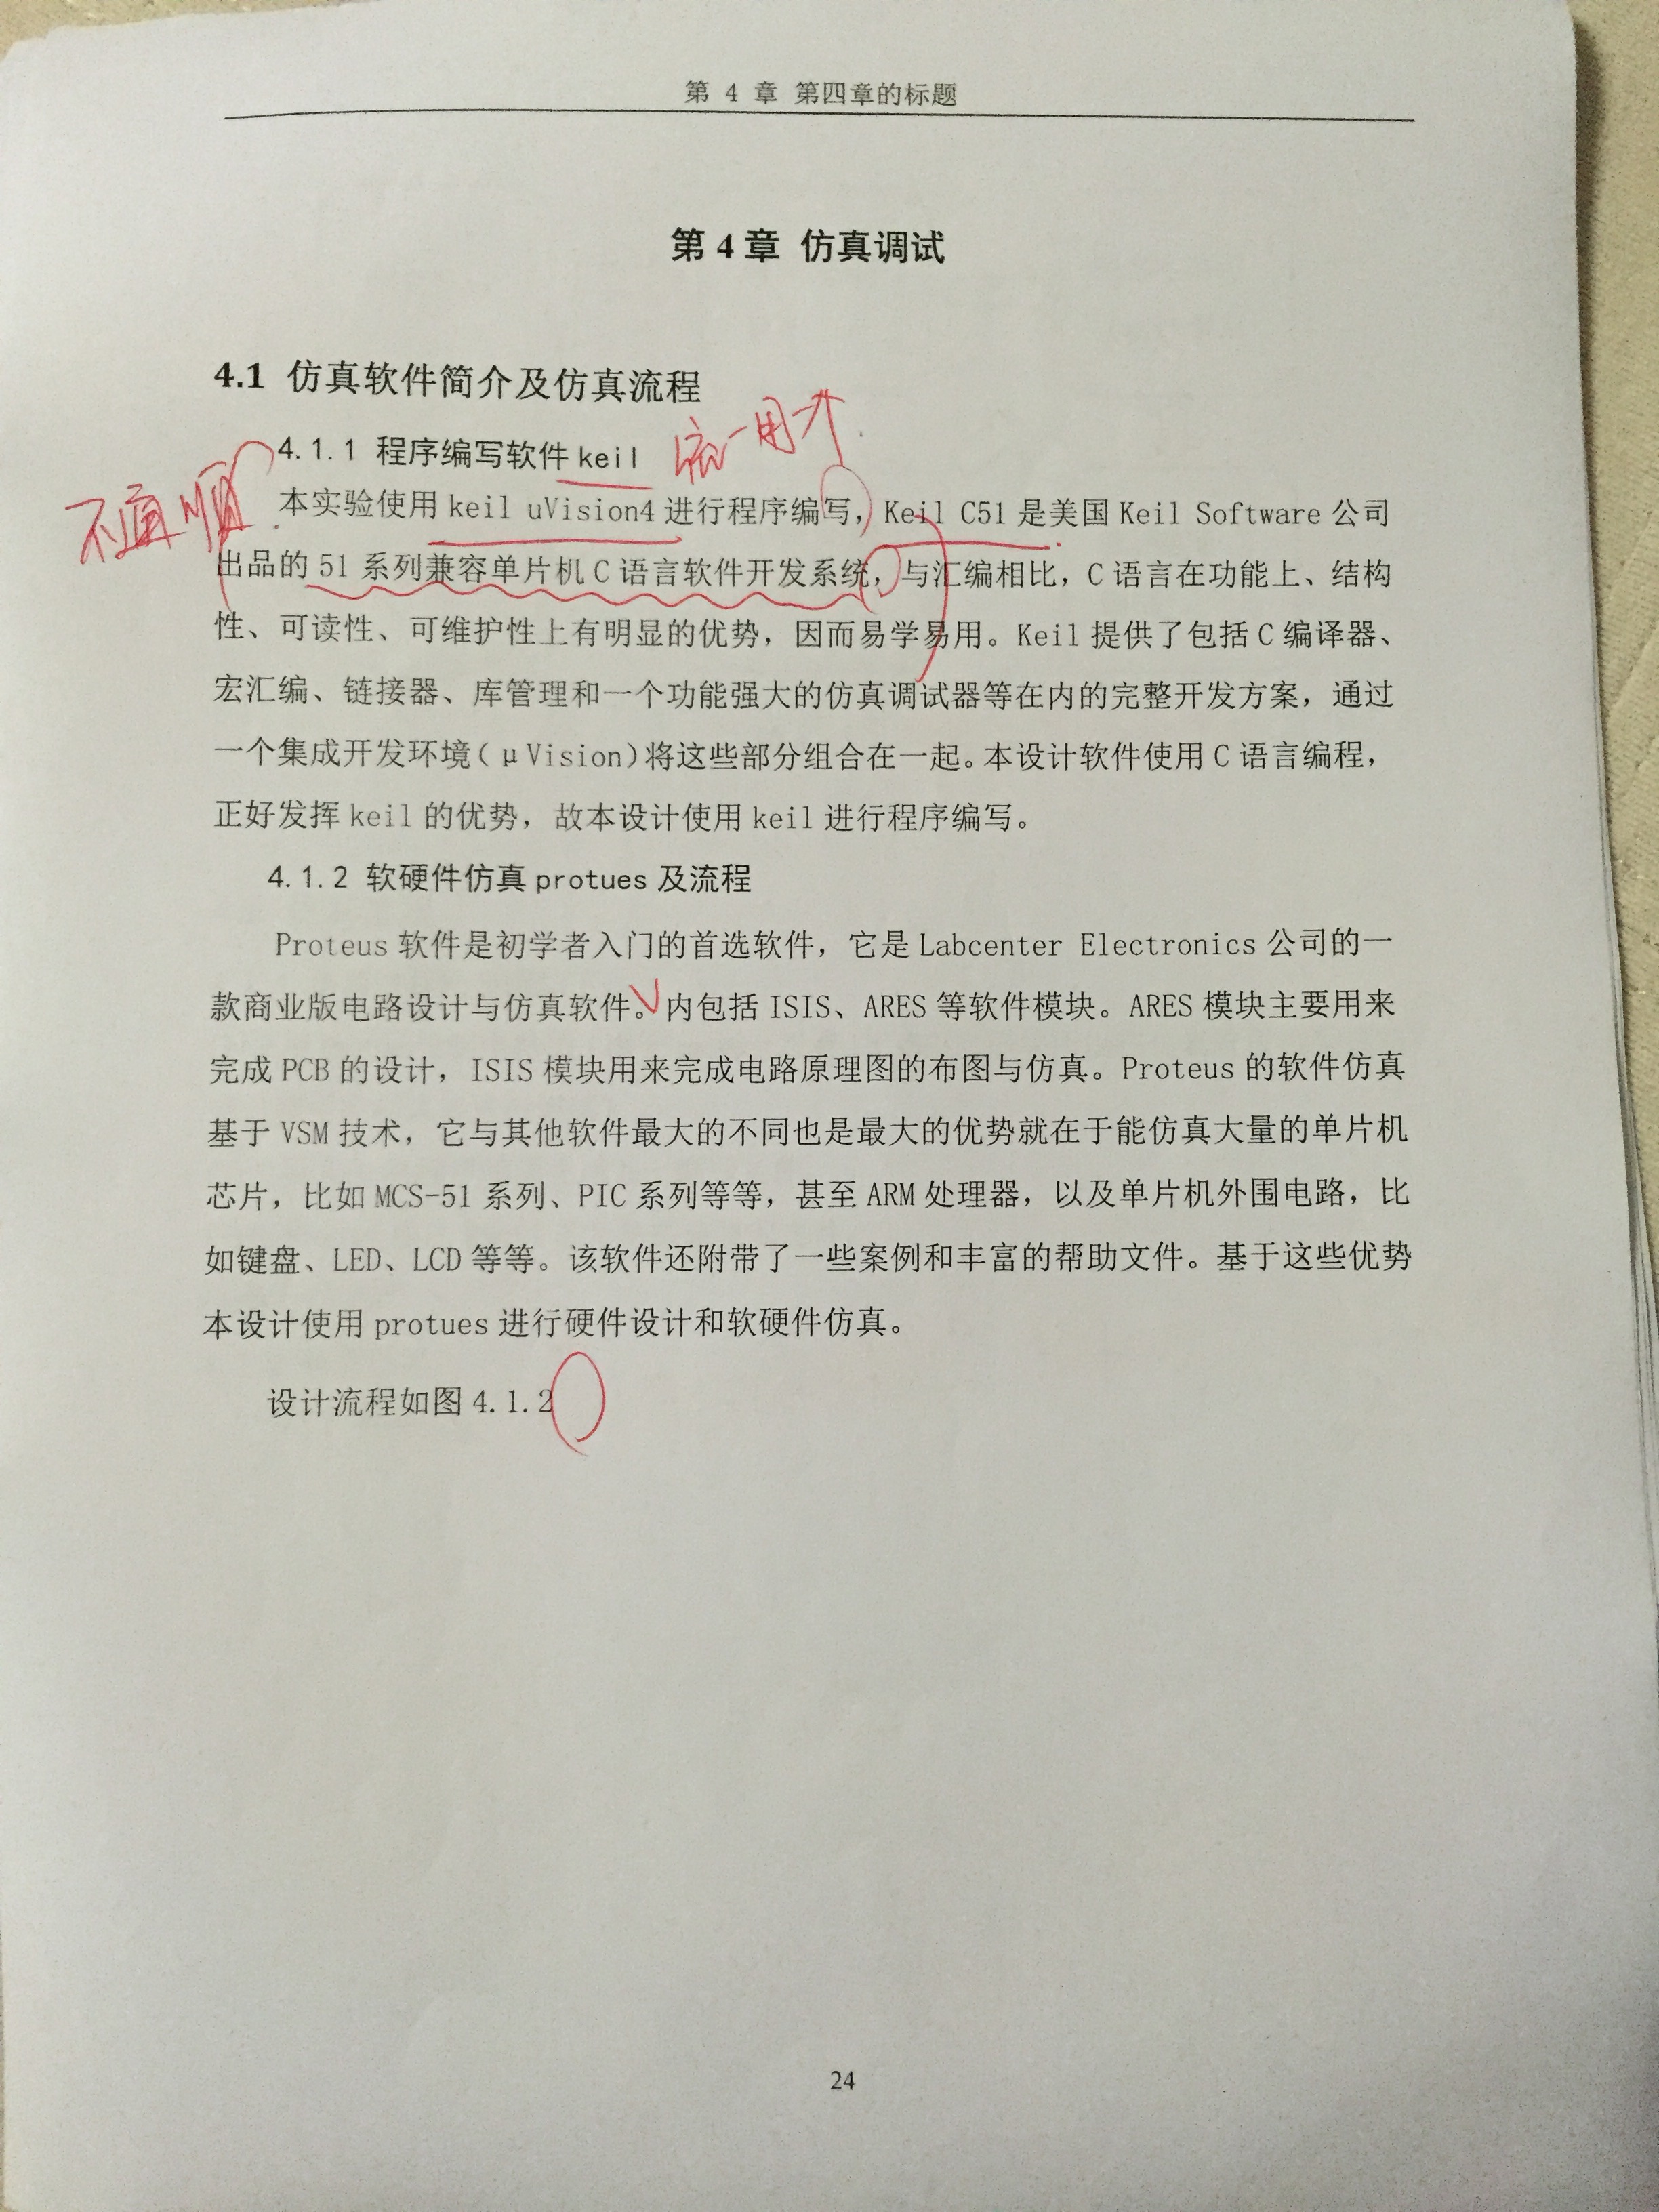 第 4 章 第四章的标题
第 4 章 仿真调试
4.1 仿真软件简介及仿真流程
4.1.1 程序编写软件 keil
不通顺
本实验使用 keil uVision4 进行程序编写，Keil C51 是美国 Keil Software 公司
出品的 51 系列兼容单片机 C 语言软件开发系统，与汇编相比，C 语言在功能上、结构
性、可读性、可维护性上有明显的优势，因而易学易用。Keil 提供了包括 C 编译器、
宏汇编、链接器、库管理和一个功能强大的仿真调试器等在内的完整开发方案，通过
一个集成开发环境(μVision)将这些部分组合在一起。本设计软件使用 C 语言编程，
正好发挥 keil 的优势，故本设计使用 keil 进行程序编写。
4.1.2 软硬件仿真 protues 及流程
Proteus 软件是初学者入门的首选软件，它是 Labcenter Electronics 公司的一
款商业版电路设计与仿真软件。内包括 ISIS、ARES 等软件模块。ARES 模块主要用来
完成 PCB 的设计，ISIS 模块用来完成电路原理图的布图与仿真。Proteus 的软件仿真
基于 VSM 技术，它与其他软件最大的不同也是最大的优势就在于能仿真大量的单片机
芯片，比如 MCS-51 系列、PIC 系列等等，甚至 ARM 处理器，以及单片机外围电路，比
如键盘、LED、LCD 等等。该软件还附带了一些案例和丰富的帮助文件。基于这些优势
本设计使用 protues 进行硬件设计和软硬件仿真。
设计流程如图 4.1.2
24